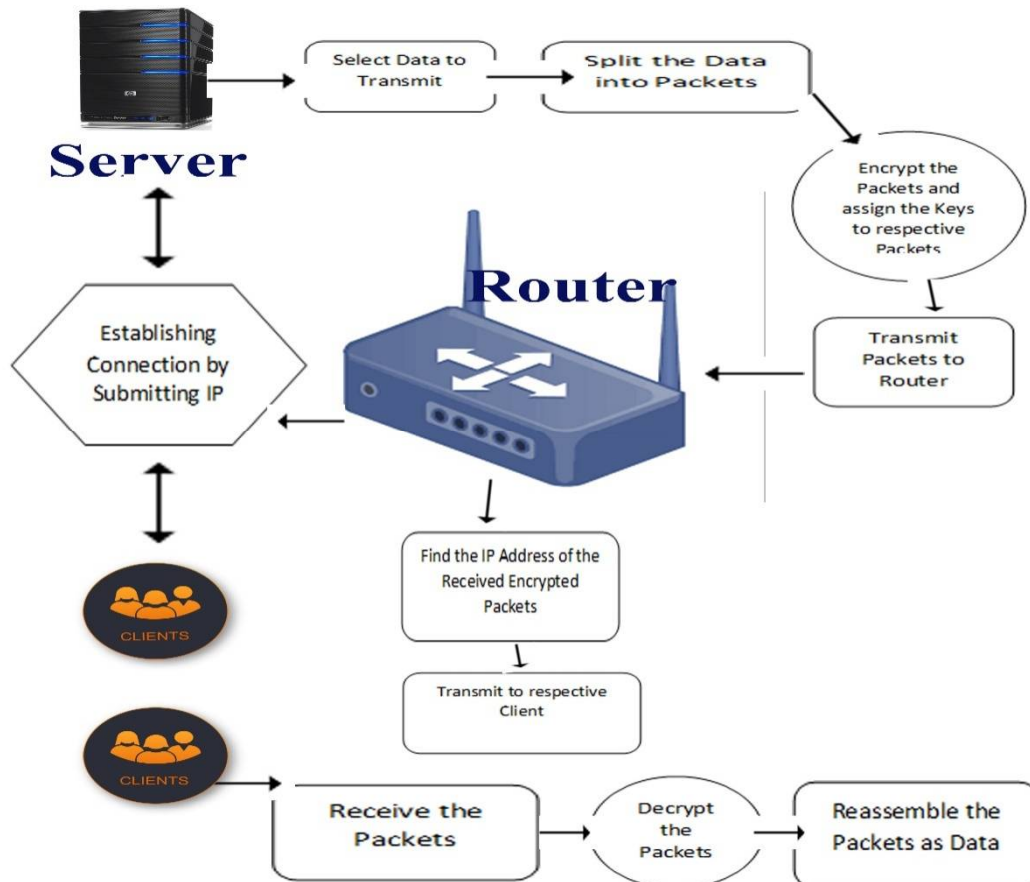 Select Data to
Transmit
Split the Data
into Packets
Server
Encrypt the
Packets and
assign the Keys
to respective
Packets
Router
Establishing
Connection by
Submitting IP
Transmit
Packets to
Router
Find the IP Address of the
Received Encrypted
Packets
CLIENTS
Transmit to respective
Client
CLIENTS
Receive the
Packets
Decrypt
the
Packets
Reassemble the
Packets as Data